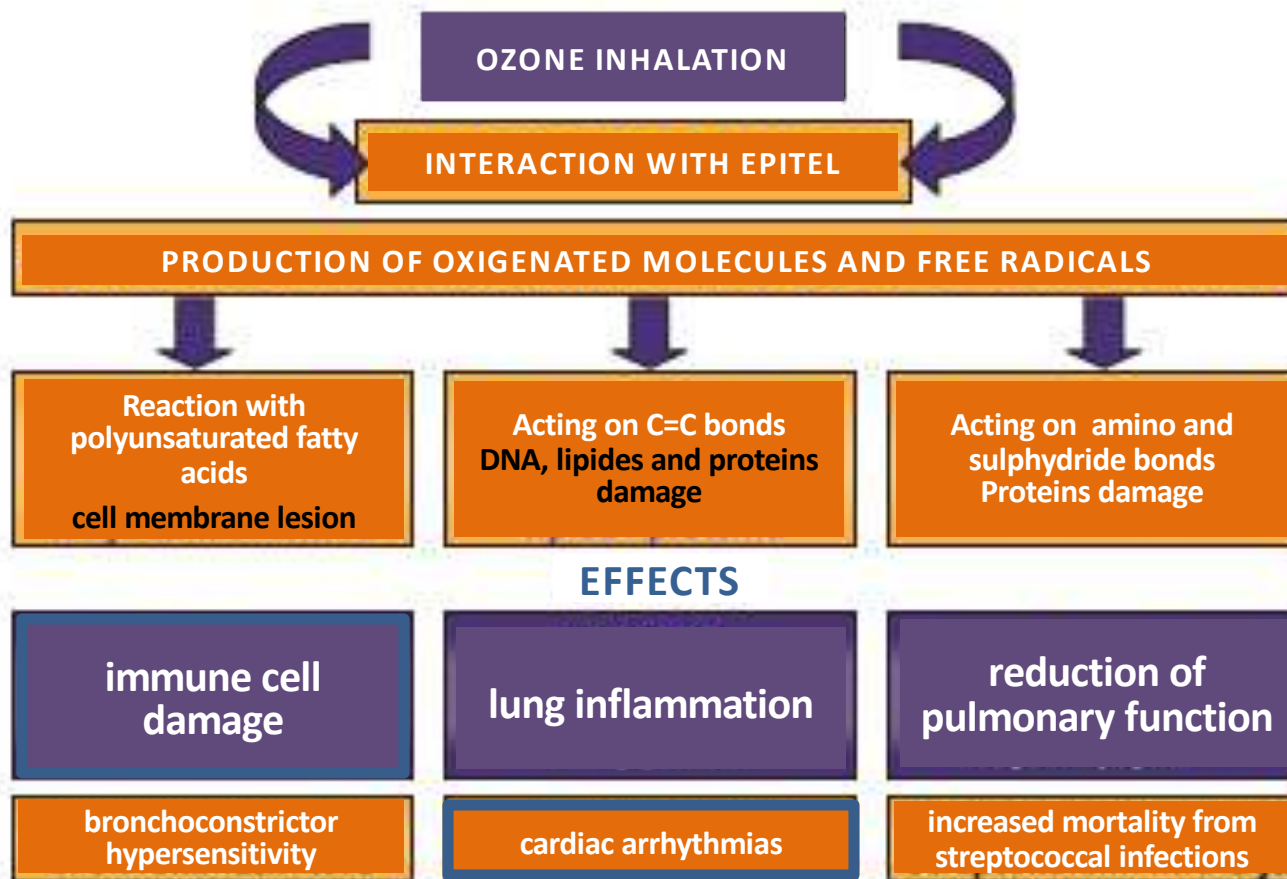 OZONE INHALATION
INTERACTION WITH EPITEL
PRODUCTION OF OXIGENATED MOLECULES AND FREE RADICALS
Reaction with
polyunsaturated fatty
acids
cell membrane lesion
Acting on C=C bonds
DNA, lipides and proteins
damage
Acting on amino and
sulphydride bonds
Proteins damage
EFFECTS
immune cell
damage
lung inflammation
reduction of
pulmonary function
bronchoconstrictor
hypersensitivity
cardiac arrhythmias
increased mortality from
streptococcal infections